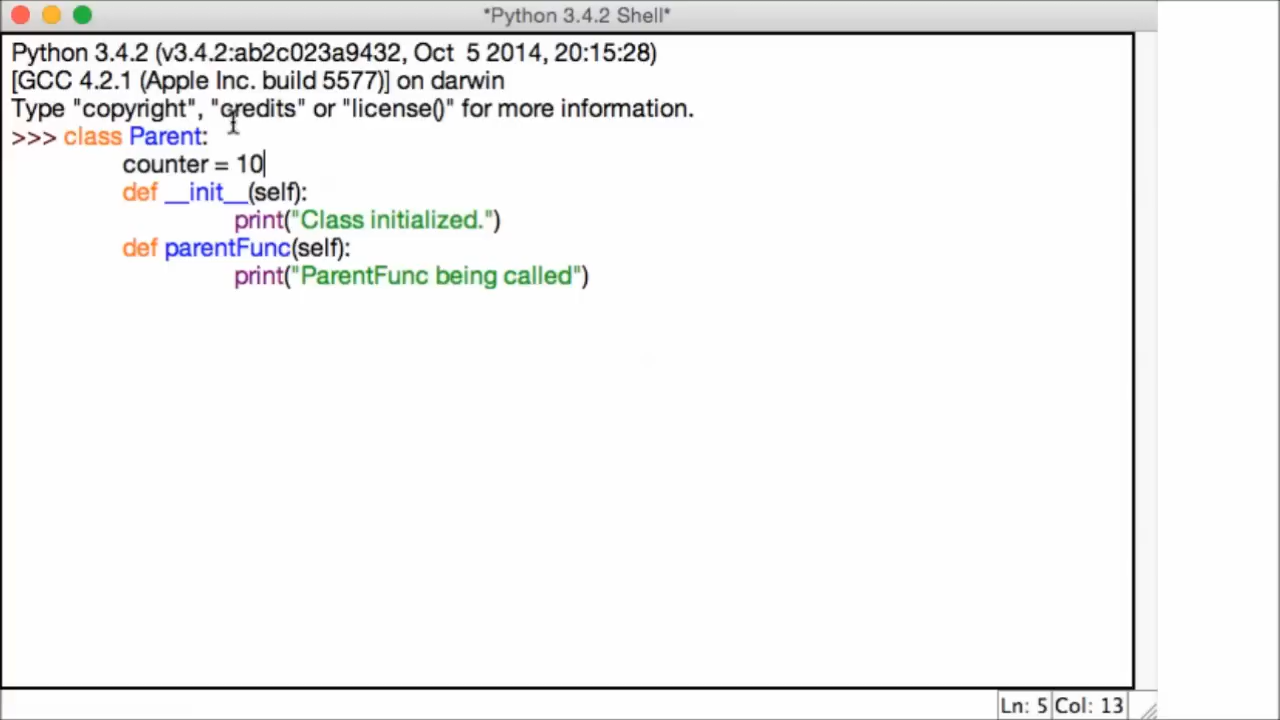 *Python 3.4.2 Shell*
Python 3.4.2 (v3.4.2:ab2c023a9432, Oct  5 2014, 20:15:28)
[GCC 4.2.1 (Apple Inc. build 5577)] on darwin
Type "copyright", "credits" or "license()" for more information.
>>> class Parent:
counter = 10
def __init__(self):
print("Class initialized.")
def parentFunc(self):
print("ParentFunc being called")
Ln: 5 Col: 13